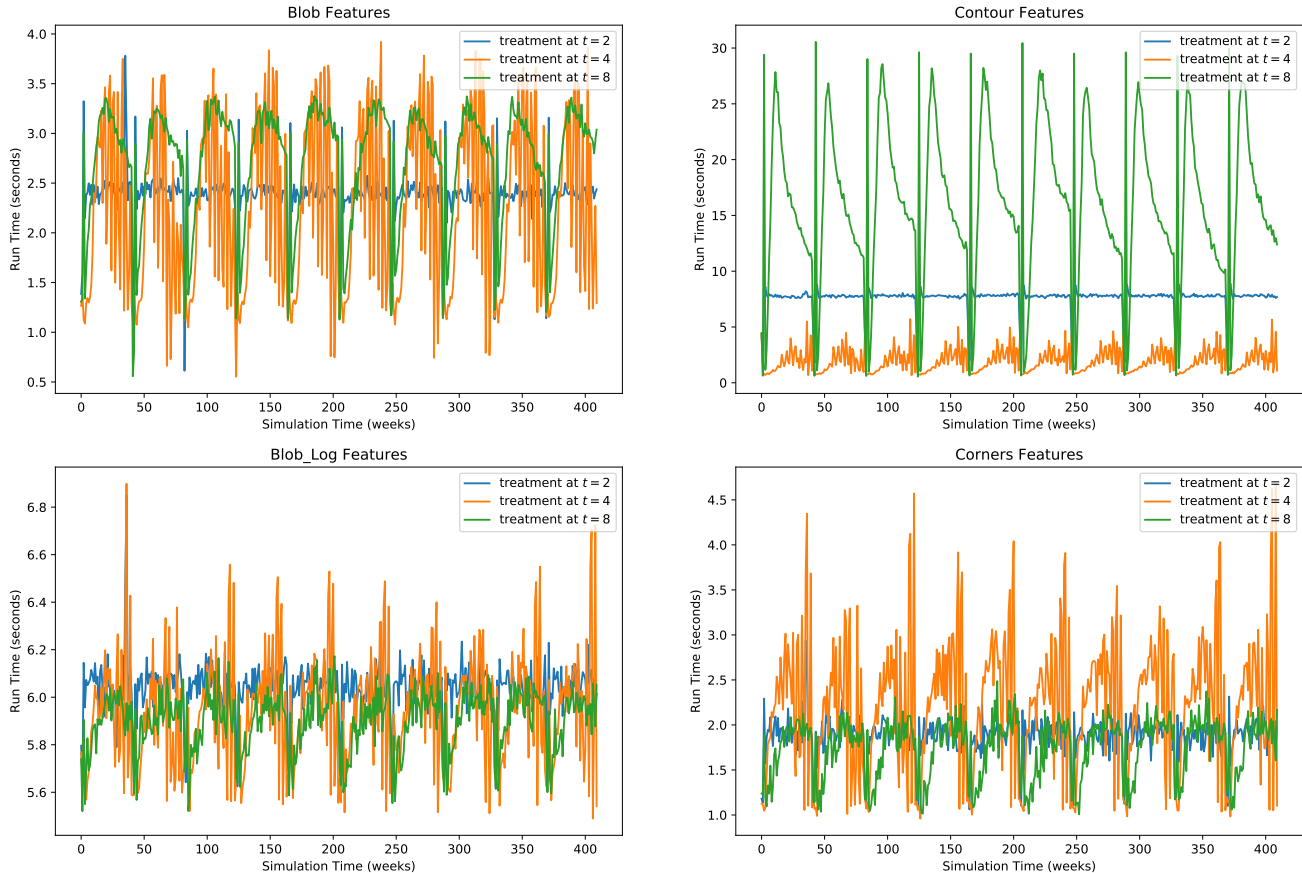 Blob Features
4.0
3.5
3.0
2.5
2.0
1.5
1.0
0.5
Run Time (seconds)
treatment at t = 2
treatment at t = 4
treatment at t = 8
0 50 100 150 200 250 300 350 400
Simulation Time (weeks)
Contour Features
30
25
20
15
10
5
0
Run Time (seconds)
treatment at t = 2
treatment at t = 4
treatment at t = 8
0 50 100 150 200 250 300 350 400
Simulation Time (weeks)
Blob_Log Features
6.8
6.6
6.4
6.2
6.0
5.8
5.6
Run Time (seconds)
treatment at t = 2
treatment at t = 4
treatment at t = 8
0 50 100 150 200 250 300 350 400
Simulation Time (weeks)
Corners Features
4.5
4.0
3.5
3.0
2.5
2.0
1.5
1.0
Run Time (seconds)
treatment at t = 2
treatment at t = 4
treatment at t = 8
0 50 100 150 200 250 300 350 400
Simulation Time (weeks)